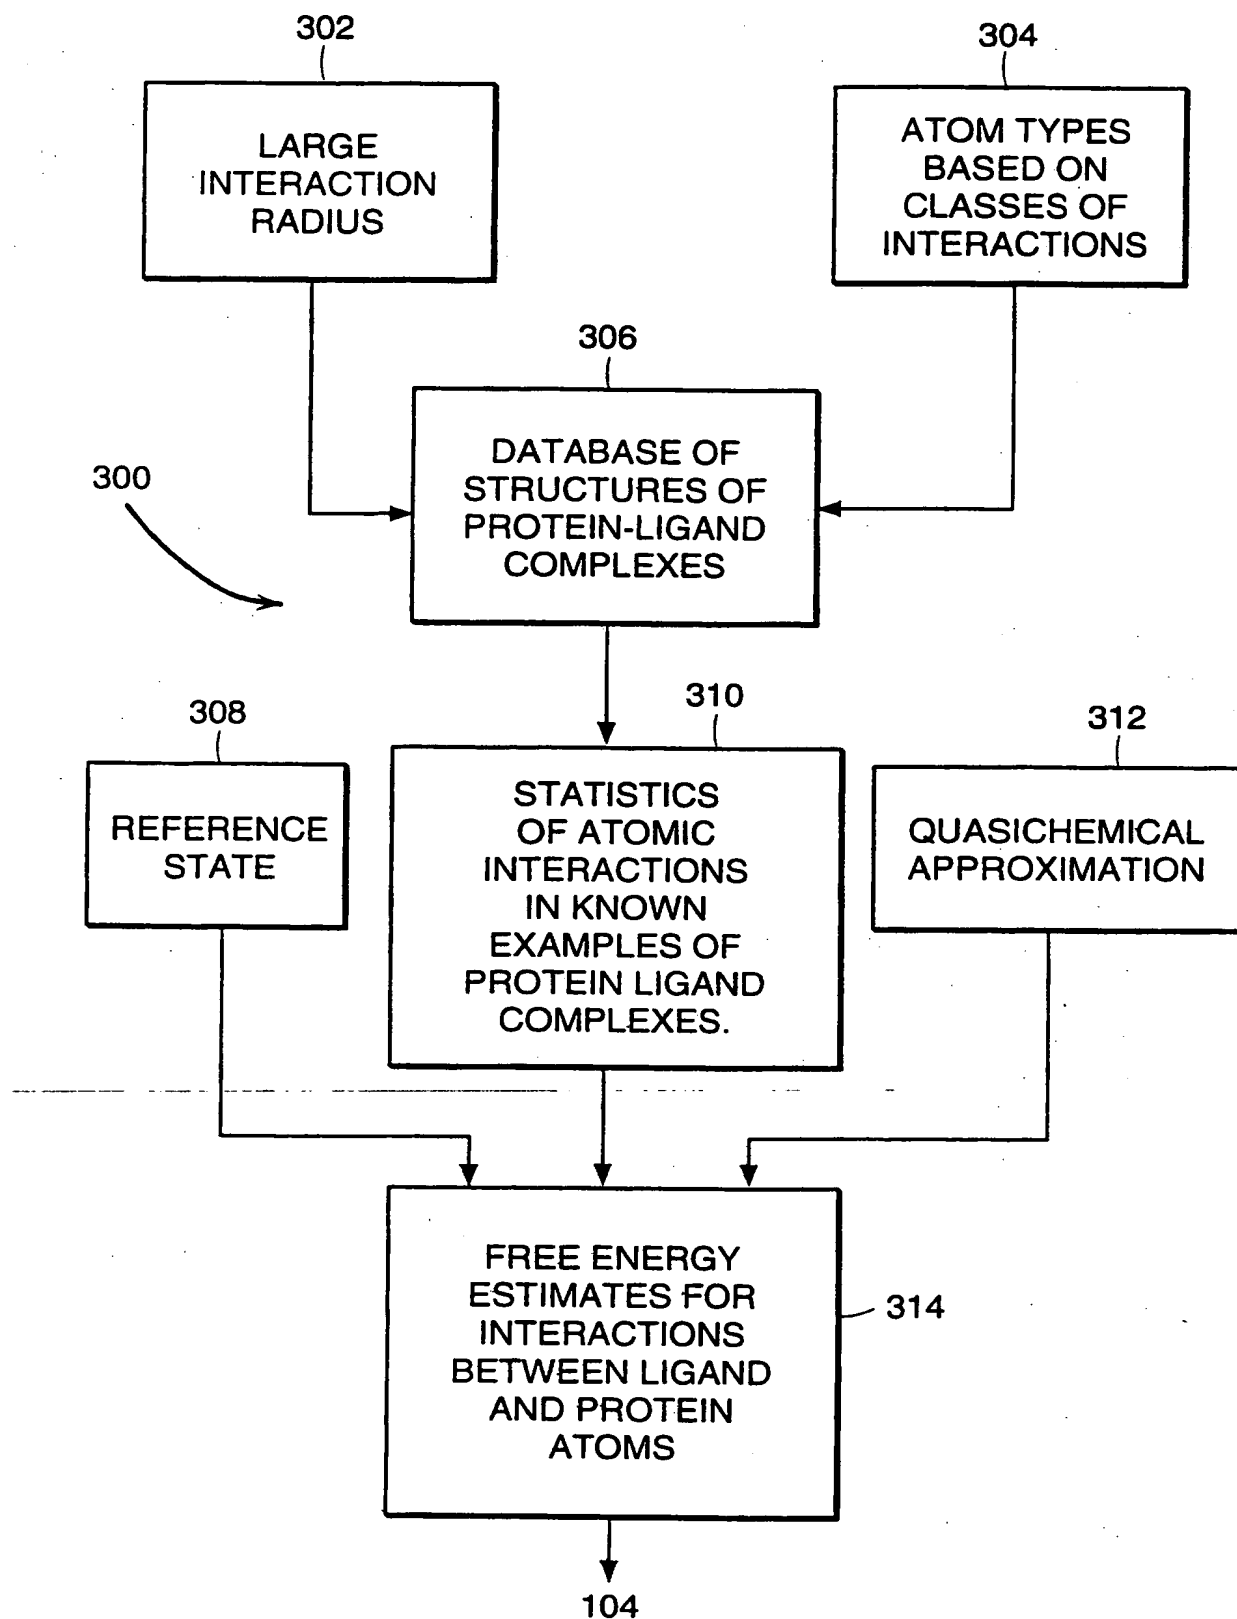 302
304
LARGE
INTERACTION
RADIUS
ATOM TYPES
BASED ON
CLASSES OF
INTERACTIONS
306
DATABASE OF
STRUCTURES OF
PROTEIN-LIGAND
COMPLEXES
300
308
310
312
REFERENCE
STATE
STATISTICS
OF ATOMIC
INTERACTIONS
IN KNOWN
EXAMPLES OF
PROTEIN LIGAND
COMPLEXES.
QUASICHEMICAL
APPROXIMATION
FREE ENERGY
ESTIMATES FOR
INTERACTIONS
BETWEEN LIGAND
AND PROTEIN
ATOMS
314
104